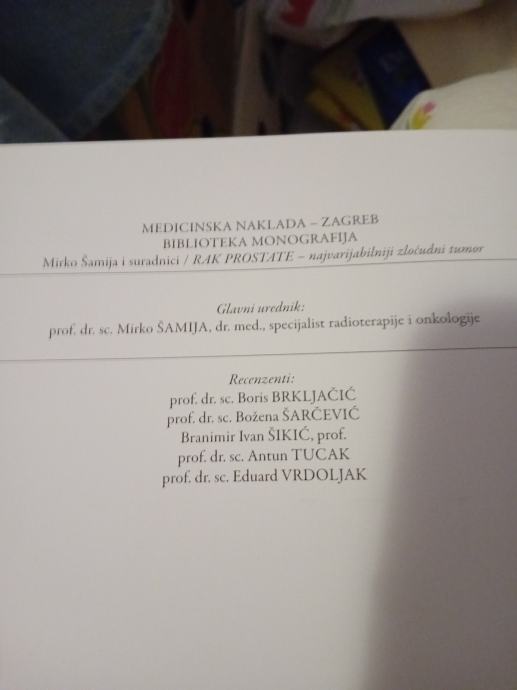 MEDICINSKA NAKLADA – ZAGREB
BIBLIOTEKA MONOGRAFIJA
Mirko Šamija i suradnici / RAK PROSTATE – najvarijabilniji zloćudni tumor
Glavni urednik:
prof. dr. sc. Mirko ŠAMIJA, dr. med., specijalist radioterapije i onkologije
Recenzenti:
prof. dr. sc. Boris BRKLJAČIĆ
prof. dr. sc. Božena ŠARČEVIĆ
Branimir Ivan ŠIKIĆ, prof.
prof. dr. sc. Antun TUCAK
prof. dr. sc. Eduard VRDOLJAK